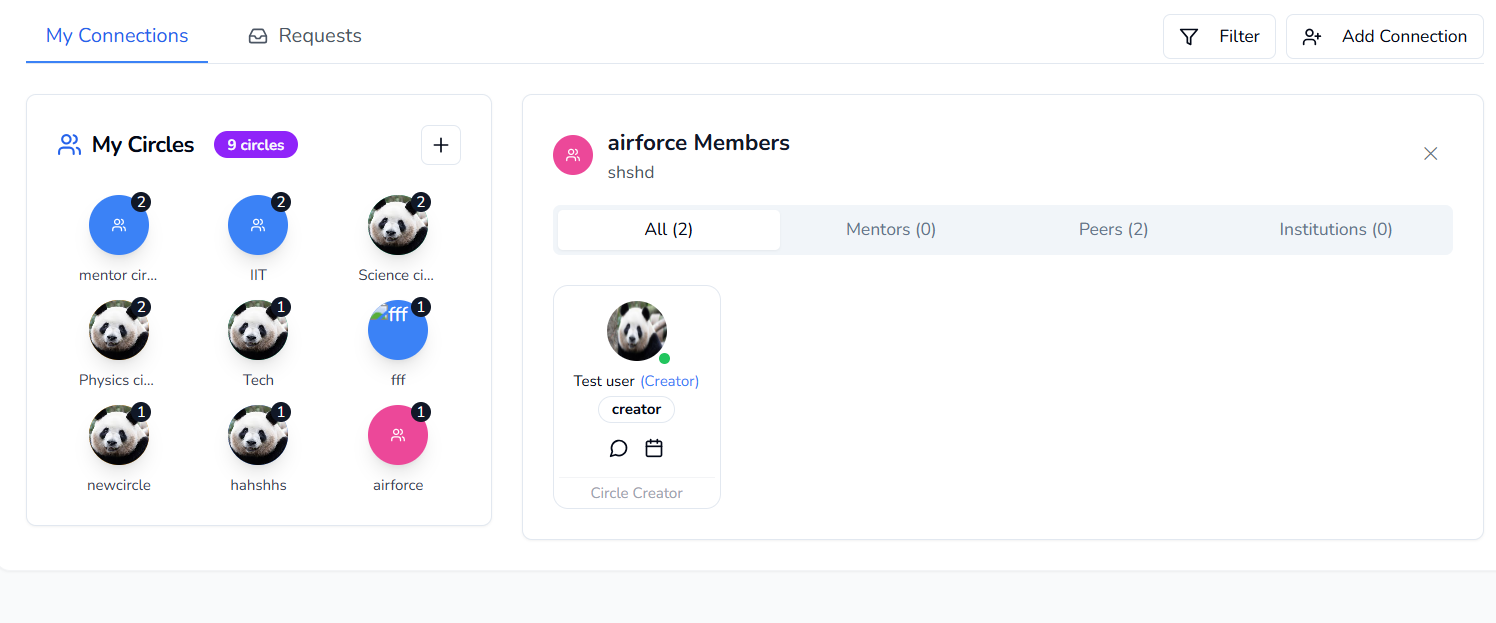 My Connections
Requests
Filter
Add Connection
My Circles
9 circles
2
2
2
mentor cir...
IIT
Science ci...
2
1
fff
1
Physics ci...
Tech
fff
1
1
1
newcircle
hahshhs
airforce
airforce Members
shshd
All (2)
Mentors (0)
Peers (2)
Institutions (0)
Test user (Creator)
creator
Circle Creator